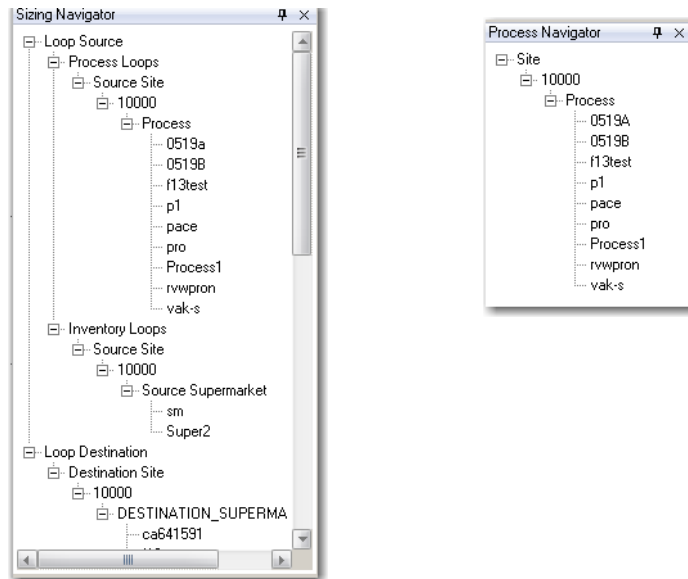 Sizing Navigator
Loop Source
Process Loops
Source Site
10000
Process
0519a
0519B
f13test
p1
pace
pro
Process1
rvwpron
vak-s
Inventory Loops
Source Site
10000
Source Supermarket
sm
Super2
Loop Destination
Destination Site
10000
DESTINATION_SUPERMA
ca641591
Process Navigator
Site
10000
Process
0519A
0519B
f13test
p1
pace
pro
Process1
rvwpron
vak-s